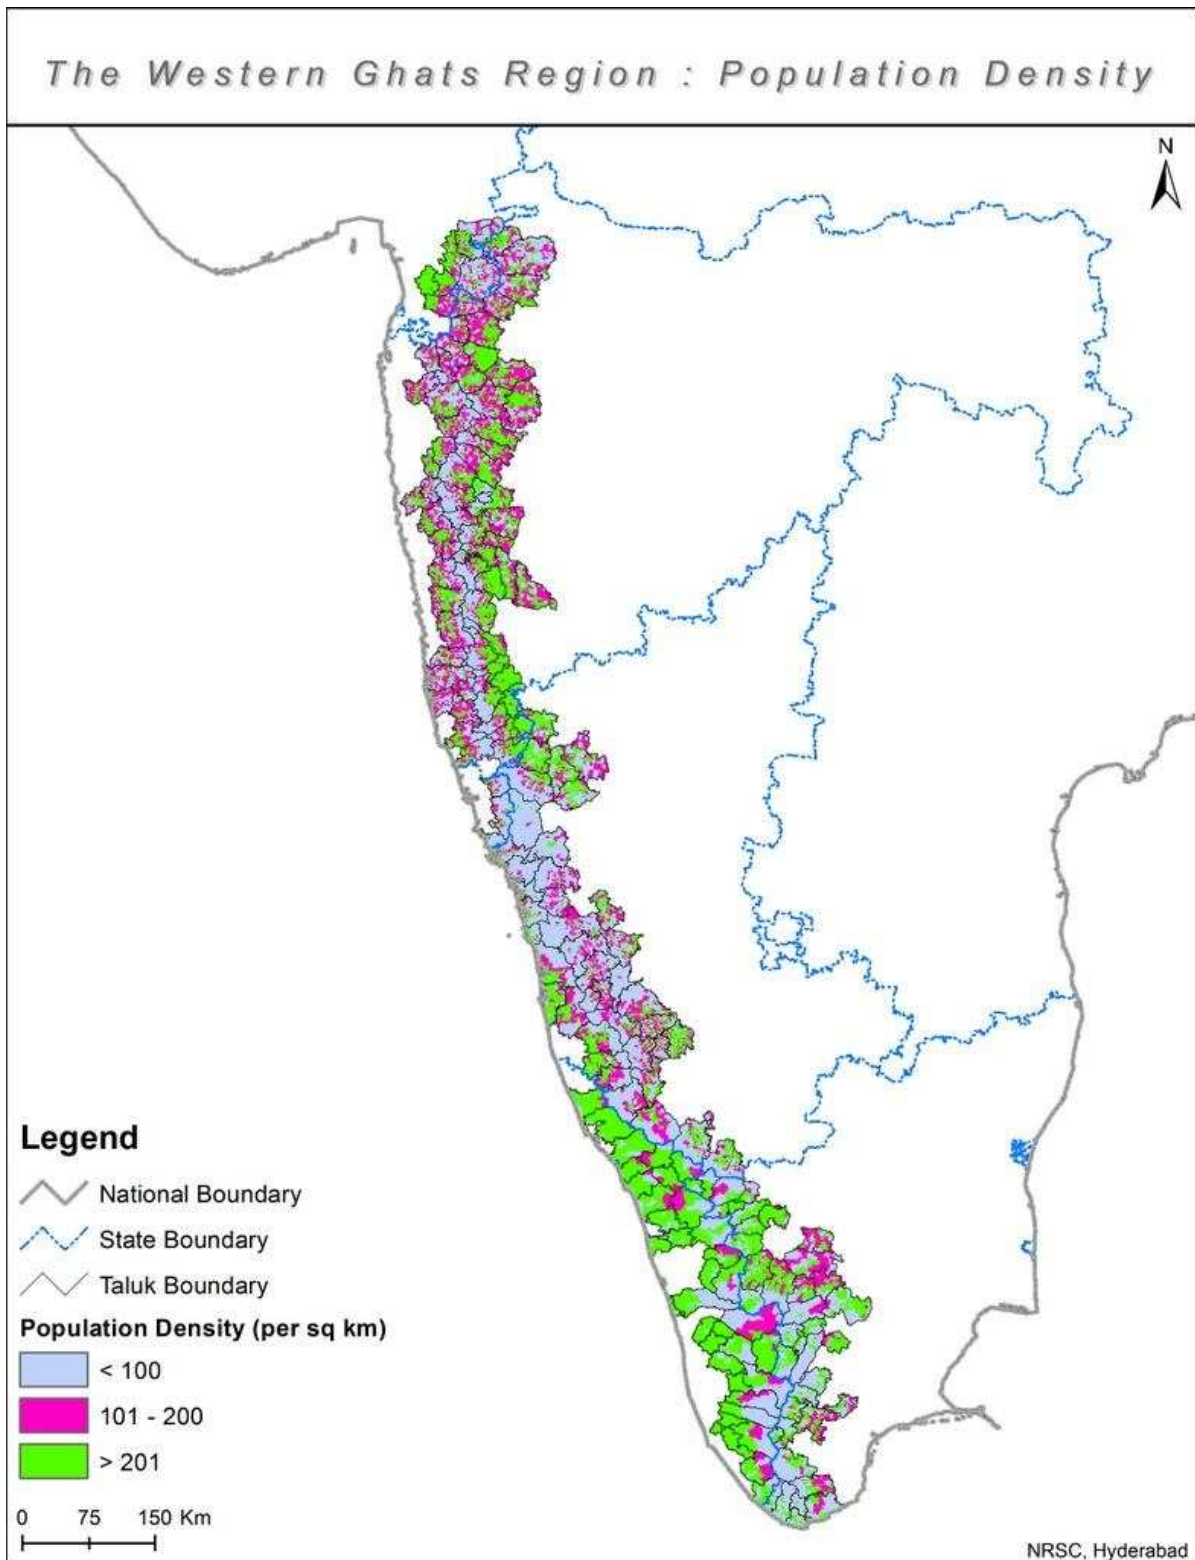 The Western Ghats Region : Population Density
N
Legend
National Boundary
State Boundary
Taluk Boundary
Population Density (per sq km)
< 100
101 - 200
> 201
0 75 150 Km
NRSC, Hyderabad